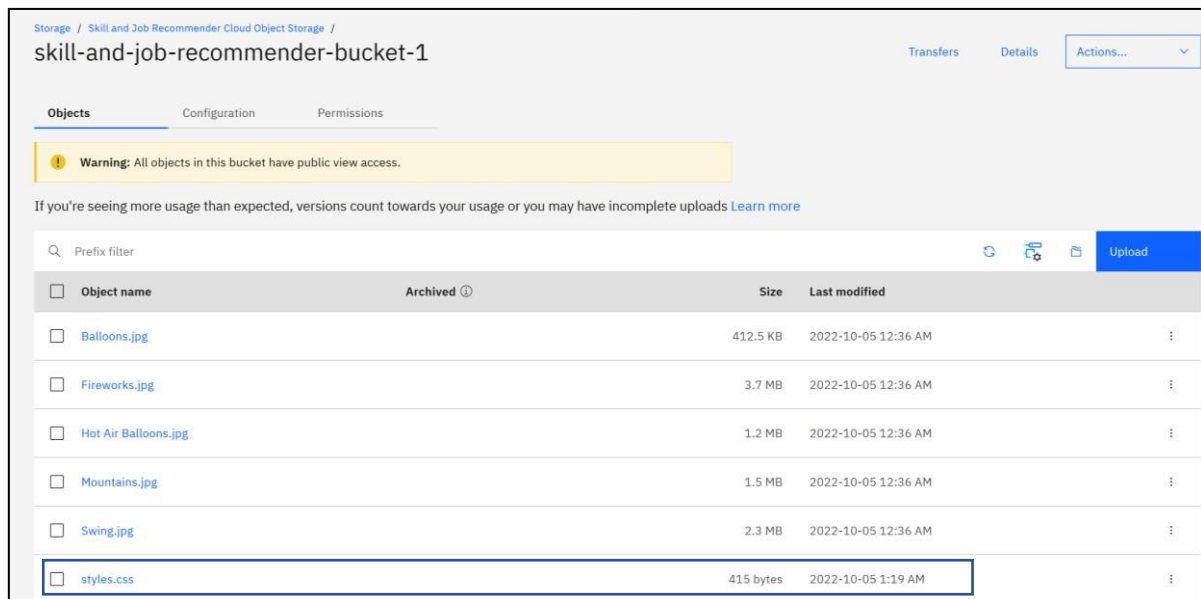 Storage / Skill and Job Recommender Cloud Object Storage /
skill-and-job-recommender-bucket-1
Transfers Details Actions...
Objects Configuration Permissions
Warning: All objects in this bucket have public view access.
If you're seeing more usage than expected, versions count towards your usage or you may have incomplete uploads Learn more
Prefix filter Upload
Object name Archived Size Last modified
Balloons.jpg 412.5 KB 2022-10-05 12:36 AM
Fireworks.jpg 3.7 MB 2022-10-05 12:36 AM
Hot Air Balloons.jpg 1.2 MB 2022-10-05 12:36 AM
Mountains.jpg 1.5 MB 2022-10-05 12:36 AM
Swing.jpg 2.3 MB 2022-10-05 12:36 AM
styles.css 415 bytes 2022-10-05 1:19 AM